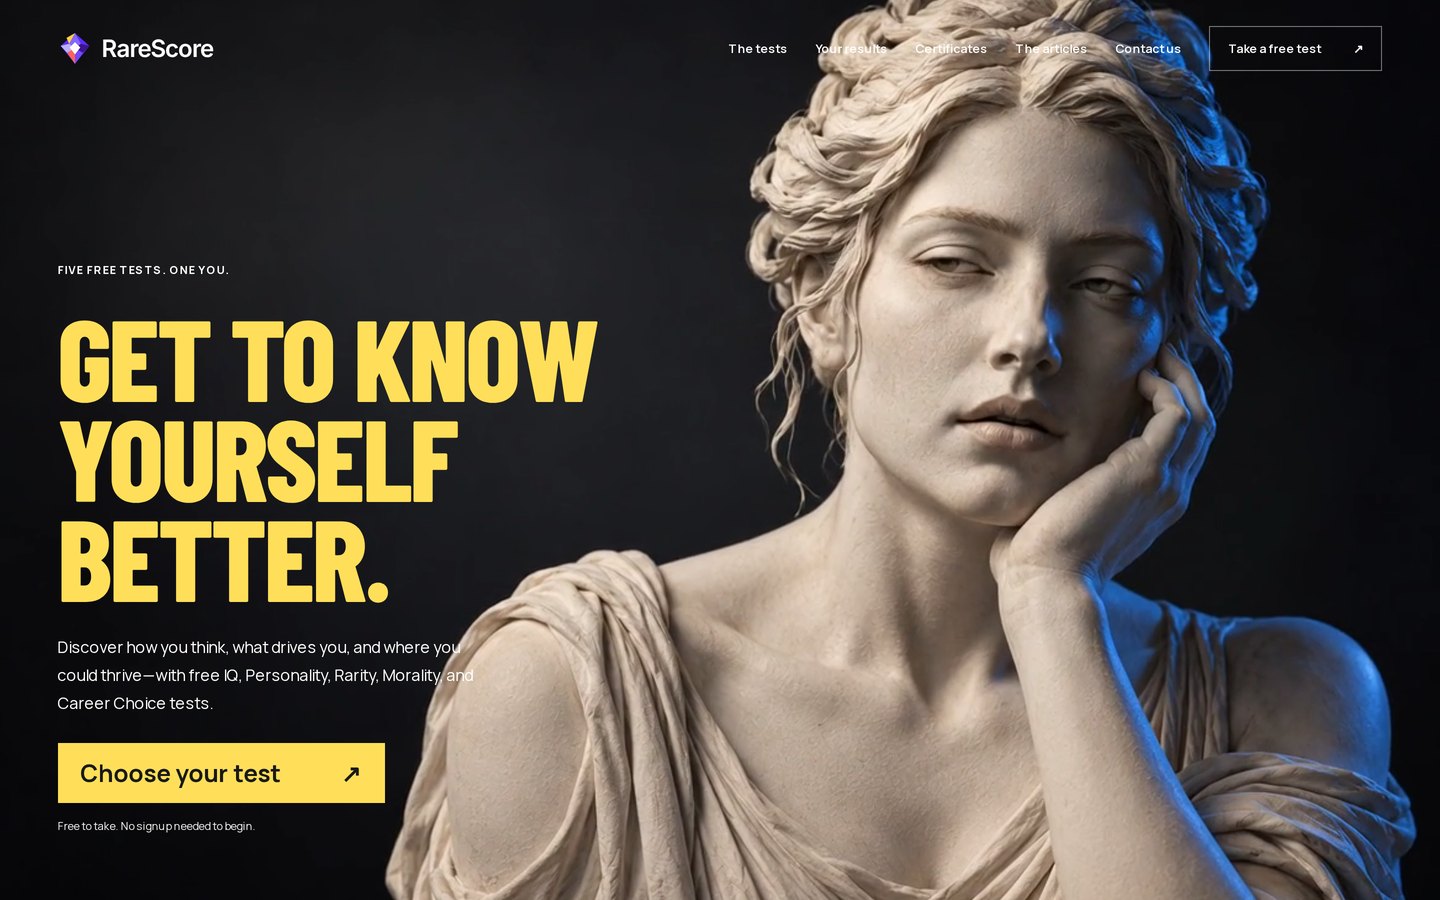 RareScore
The tests
Your results
Certificates
The articles
Contact us
Take a free test ↗
FIVE FREE TESTS. ONE YOU.
GET TO KNOW
YOURSELF
BETTER.
Discover how you think, what drives you, and where you
could thrive—with free IQ, Personality, Rarity, Morality, and
Career Choice tests.
Choose your test ↗
Free to take. No signup needed to begin.